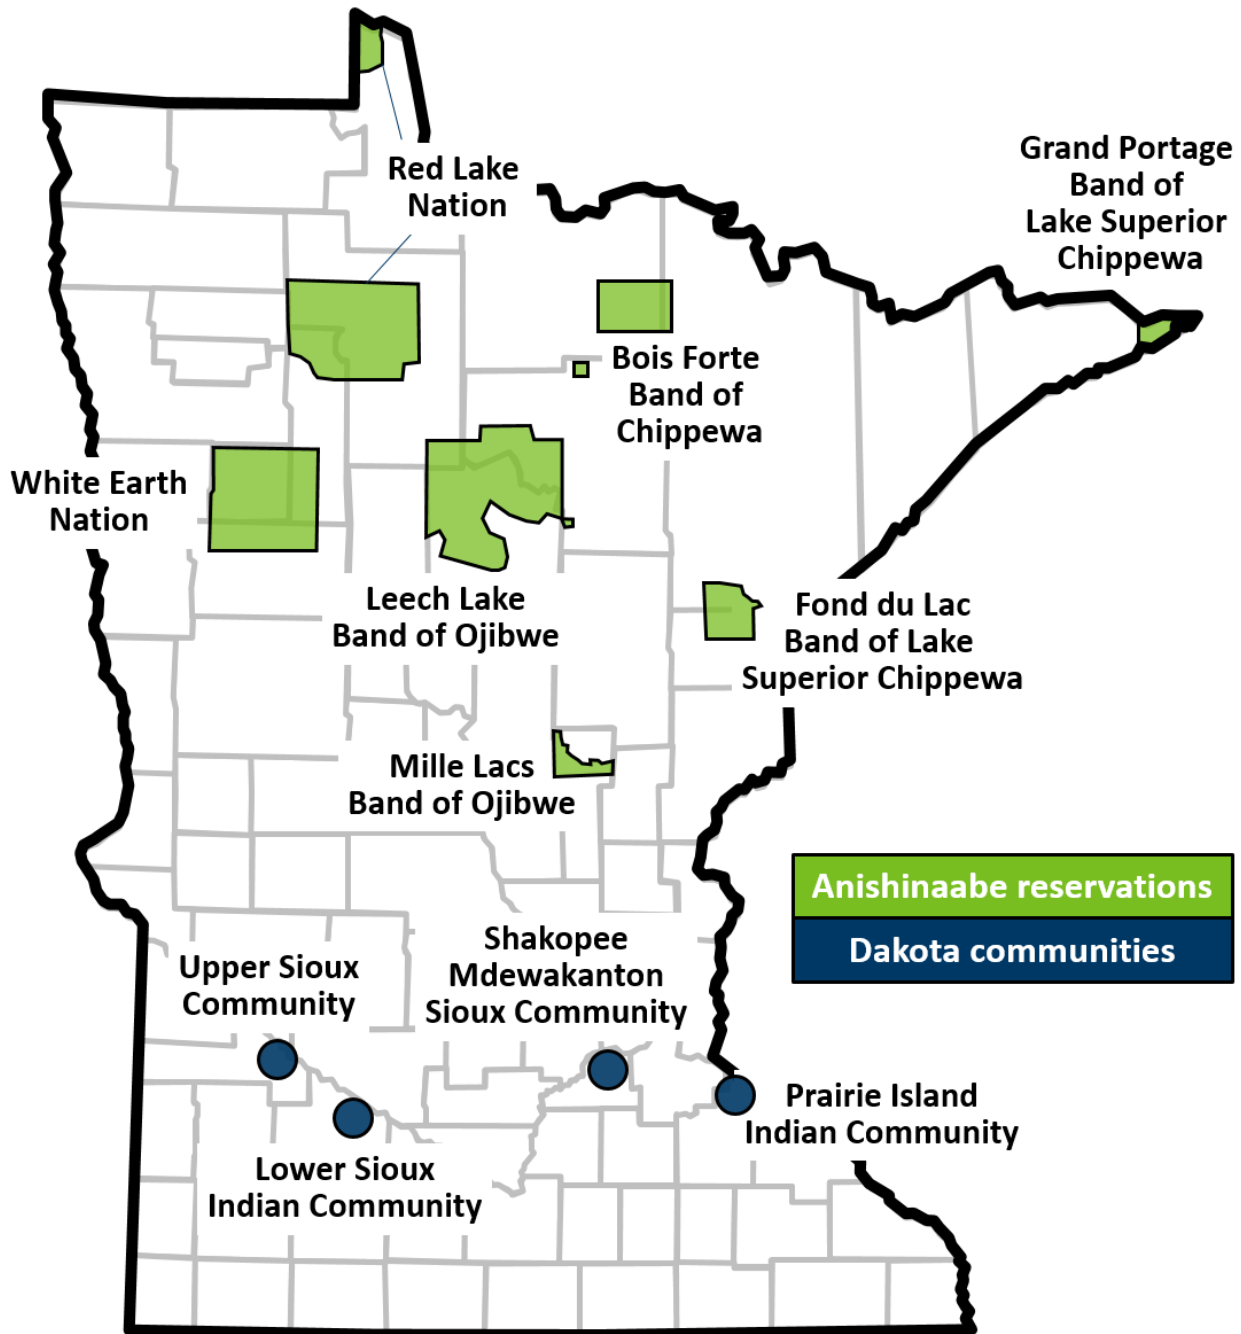 Red Lake
Nation
Grand Portage
Band of
Lake Superior
Chippewa
Bois Forte
Band of
Chippewa
White Earth
Nation
Leech Lake
Band of Ojibwe
Fond du Lac
Band of Lake
Superior Chippewa
Mille Lacs
Band of Ojibwe
Anishinaabe reservations
Dakota communities
Upper Sioux
Community
Shakopee
Mdewakanton
Sioux Community
Prairie Island
Indian Community
Lower Sioux
Indian Community